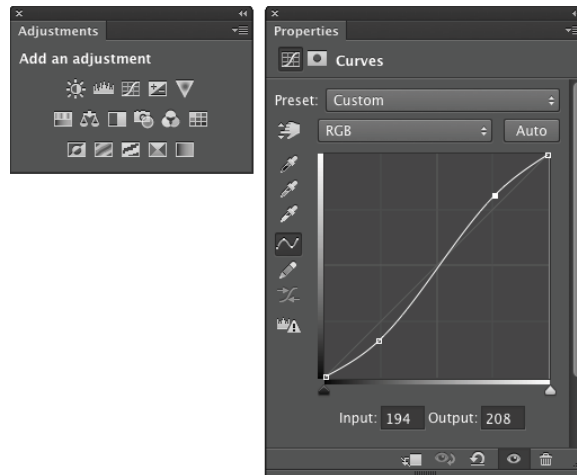 Adjustments
Add an adjustment
Properties
Curves
Preset: Custom
RGB Auto
Input: 194 Output: 208